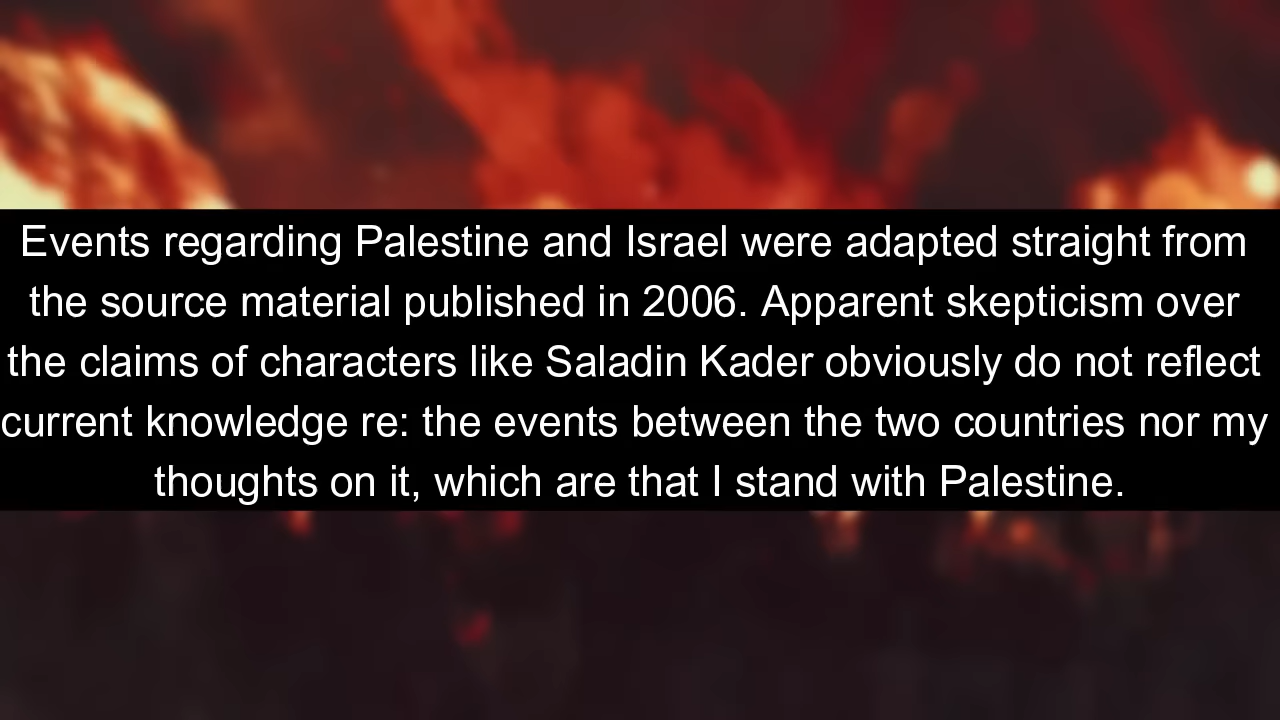 Events regarding Palestine and Israel were adapted straight from
the source material published in 2006. Apparent skepticism over
the claims of characters like Saladin Kader obviously do not reflect
current knowledge re: the events between the two countries nor my
thoughts on it, which are that I stand with Palestine.